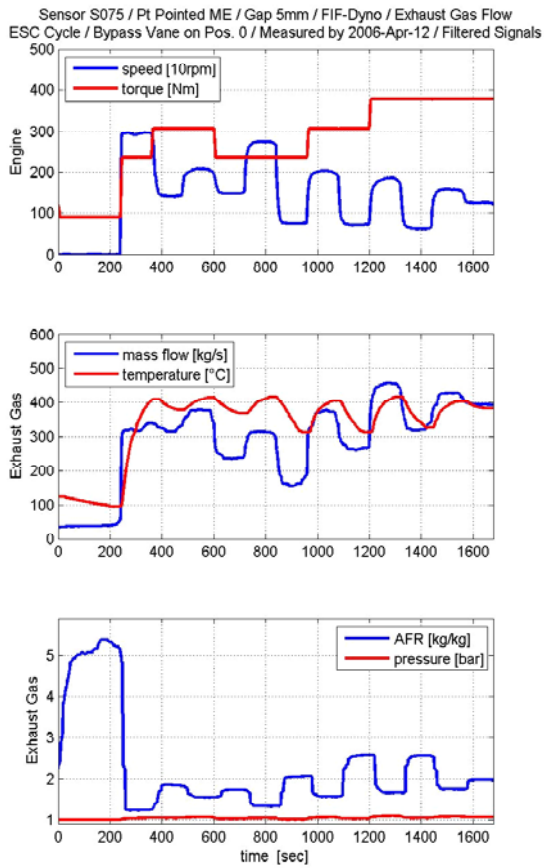 Sensor S075 / Pt Pointed ME / Gap 5mm / FIF-Dyno / Exhaust Gas Flow
ESC Cycle / Bypass Vane on Pos. 0 / Measured by 2006-Apr-12 / Filtered Signals
500
400
300
200
100
0
Engine
speed [10rpm]
torque [Nm]
0 200 400 600 800 1000 1200 1400 1600
600
500
400
300
200
100
0
Exhaust Gas
mass flow [kg/s]
temperature [°C]
0 200 400 600 800 1000 1200 1400 1600
5
4
3
2
1
Exhaust Gas
AFR [kg/kg]
pressure [bar]
0 200 400 600 800 1000 1200 1400 1600
time [sec]